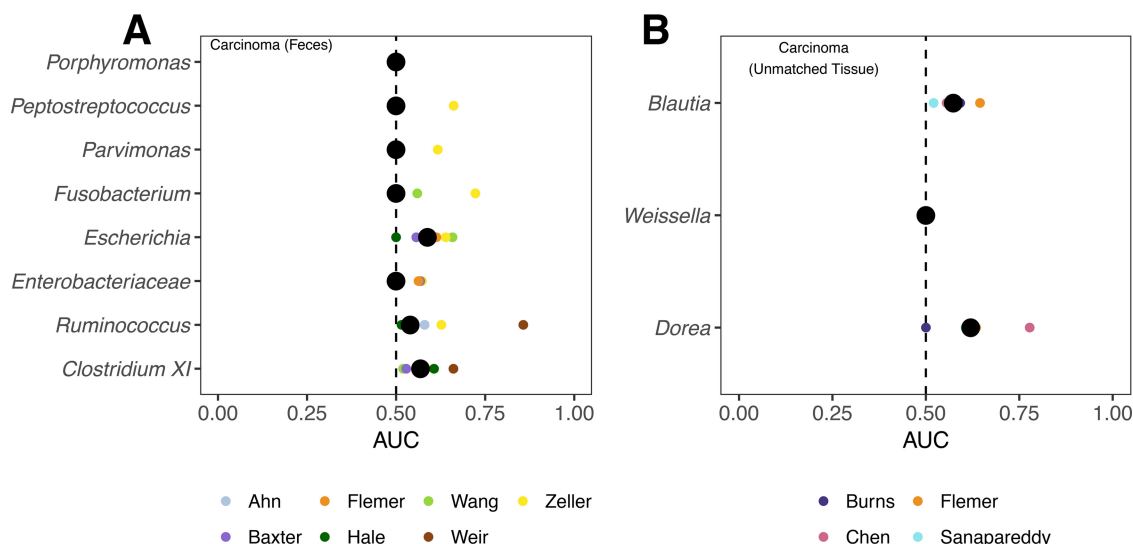 A
B
Carcinoma (Feces)
Porphyromonas
Peptostreptococcus
Parvimonas
Fusobacterium
Escherichia
Enterobacteriaceae
Ruminococcus
Clostridium XI
0.00 0.25 0.50 0.75 1.00
AUC
Ahn Flemer Wang Zeller
Baxter Hale Weir
Carcinoma
(Unmatched Tissue)
Blautia
Weissella
Dorea
0.00 0.25 0.50 0.75 1.00
AUC
Burns Flemer
Chen Sanapareddy